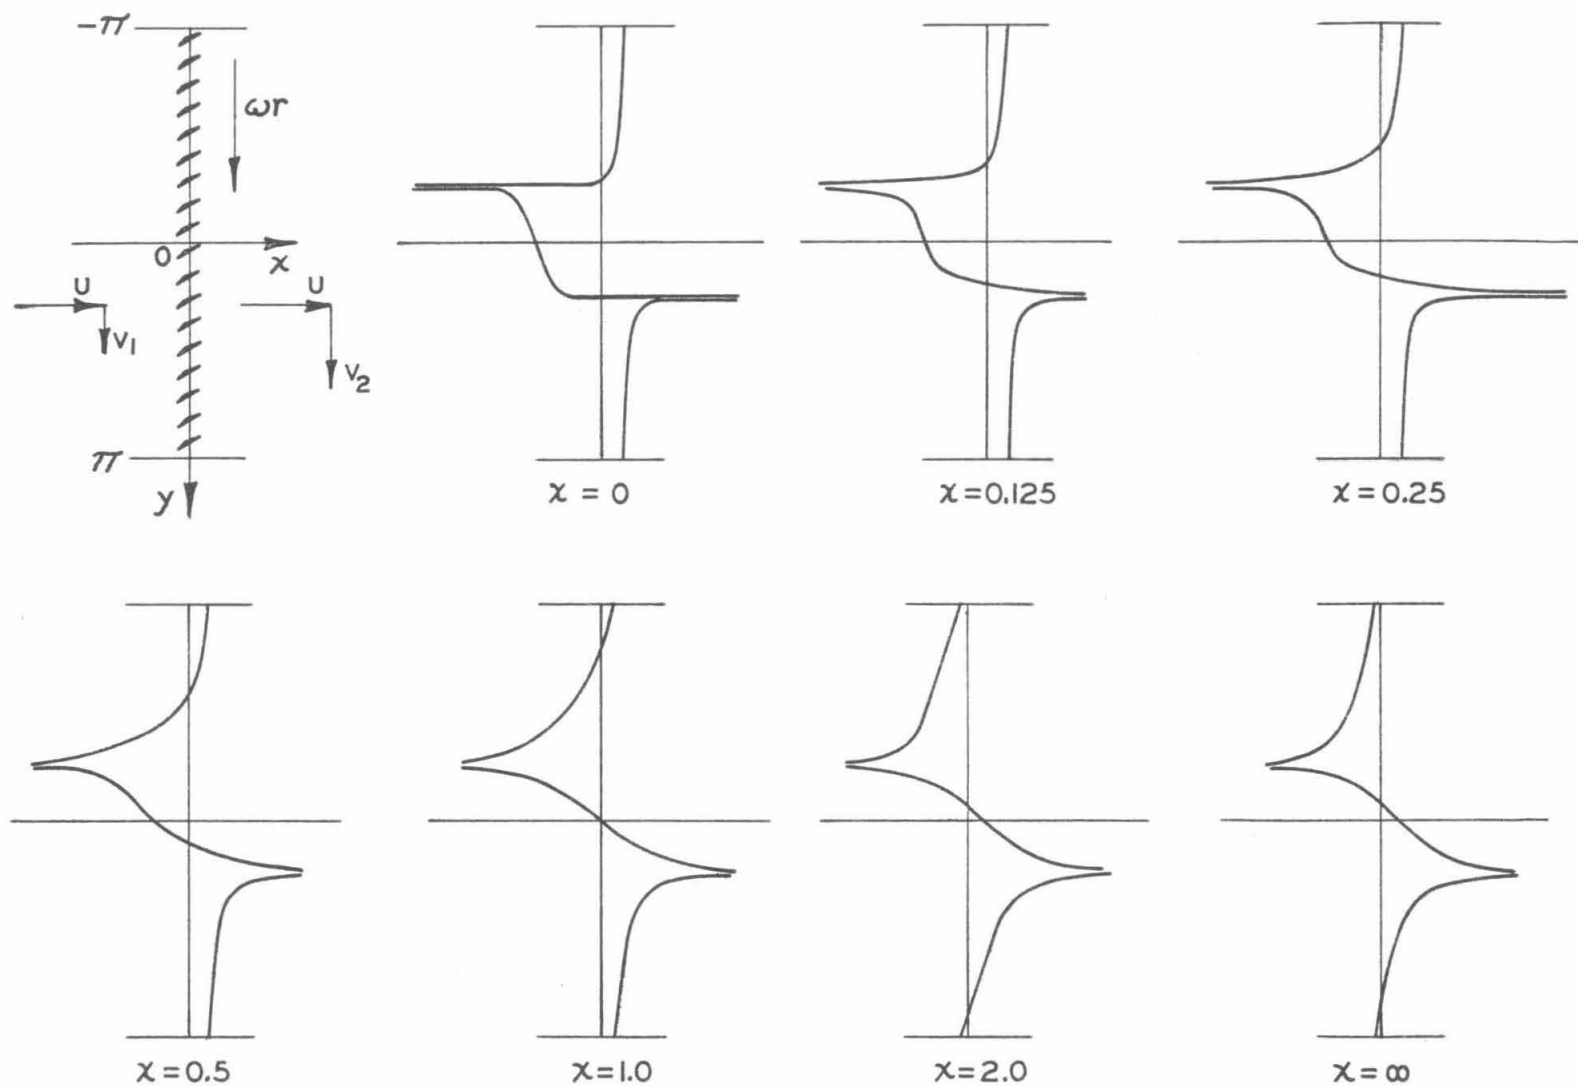 -π
ωr
0
x
U
U
V1
V2
π
y
x = 0
x = 0.125
x = 0.25
x = 0.5
x = 1.0
x = 2.0
x = ∞